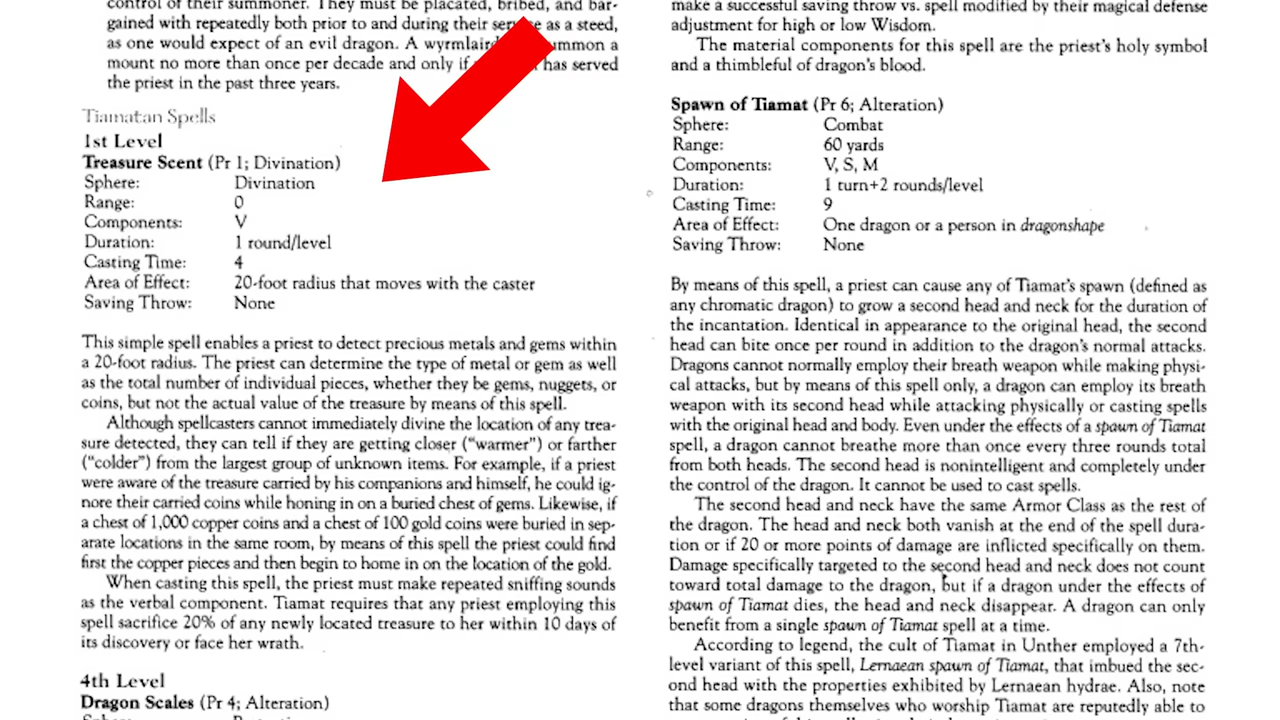 control of their summoner. They must be placated, bribed, and bar-
gained with repeatedly both prior to and during their as a steed,
as one would expect of an evil dragon. A a
mount no more than once per decade and only if has served
the priest in the past three years.
Tiamatan Spells
1st Level
Treasure Scent (Pr 1; Divination)
Sphere: Divination
Range: 0
Components: V
Duration: 1 round/level
Casting Time: 4
Area of Effect: 20-foot radius that moves with the caster
Saving Throw: None
This simple spell enables a priest to detect precious metals and gems within
a 20-foot radius. The priest can determine the type of metal or gem as well
as the total number of individual pieces, whether they be gems, nuggets, or
coins, but not the actual value of the treasure by means of this spell.
Although spellcasters cannot immediately divine the location of any trea-
sure detected, they can tell if they are getting closer ("warmer") or farther
("colder") from the largest group of unknown items. For example, if a priest
were aware of the treasure carried by his companions and himself, he could ig-
nore their carried coins while honing in on a buried chest of gems. Likewise, if
a chest of 1,000 copper coins and a chest of 100 gold coins were buried in sep-
arate locations in the same room, by means of this spell the priest could find
first the copper pieces and then begin to home in on the location of the gold.
When casting this spell, the priest must make repeated sniffing sounds
as the verbal component. Tiamat requires that any priest employing this
spell sacrifice 20% of any newly located treasure to her within 10 days of
its discovery or face her wrath.
4th Level
Dragon Scales (Pr 4; Alteration)
make a successful saving throw vs. spell modified by their magical defense
adjustment for high or low Wisdom.
The material components for this spell are the priest's holy symbol
and a thimbleful of dragon's blood.
Spawn of Tiamat (Pr 6; Alteration)
Sphere: Combat
Range: 60 yards
Components: V, S, M
Duration: 1 turn+2 rounds/level
Casting Time: 9
Area of Effect: One dragon or a person in dragonshape
Saving Throw: None
By means of this spell, a priest can cause any of Tiamat's spawn (defined as
any chromatic dragon) to grow a second head and neck for the duration of
the incantation. Identical in appearance to the original head, the second
head can bite once per round in addition to the dragon's normal attacks.
Dragons cannot normally employ their breath weapon while making physi-
cal attacks, but by means of this spell only, a dragon can employ its breath
weapon with its second head while attacking physically or casting spells
with the original head and body. Even under the effects of a spawn of Tiamat
spell, a dragon cannot breathe more than once every three rounds total
from both heads. The second head is nonintelligent and completely under
the control of the dragon. It cannot be used to cast spells.
The second head and neck have the same Armor Class as the rest of
the dragon. The head and neck both vanish at the end of the spell dura-
tion or if 20 or more points of damage are inflicted specifically on them.
Damage specifically targeted to the second head and neck does not count
toward total damage to the dragon, but if a dragon under the effects of
spawn of Tiamat dies, the head and neck disappear. A dragon can only
benefit from a single spawn of Tiamat spell at a time.
According to legend, the cult of Tiamat in Unther employed a 7th-
level variant of this spell, Lernaean spawn of Tiamat, that imbued the sec-
ond head with the properties exhibited by Lernaean hydrae. Also, note
that some dragons themselves who worship Tiamat are reputedly able to